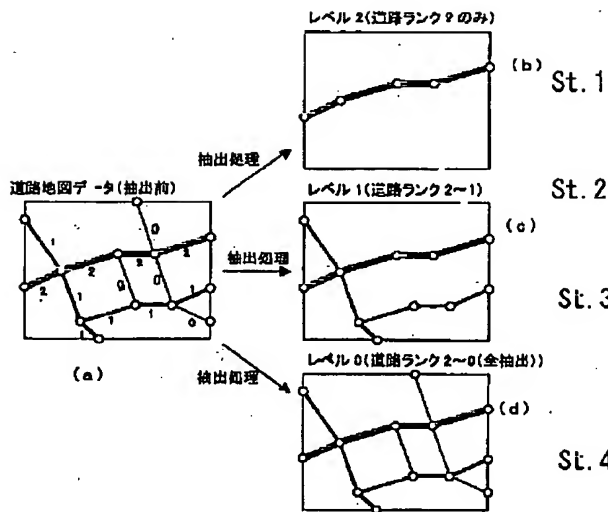 レベル2(道路ランク2のみ)
(b)
St. 1
抽出処理
道路地図データ(抽出前)
レベル1(道路ランク2〜1)
St. 2
(c)
0
1
2
2
2
0
0
2
抽出処理
1
1
1
1
0
1
St. 3
(a)
抽出処理
レベル0(道路ランク2〜0(全抽出))
(d)
St. 4